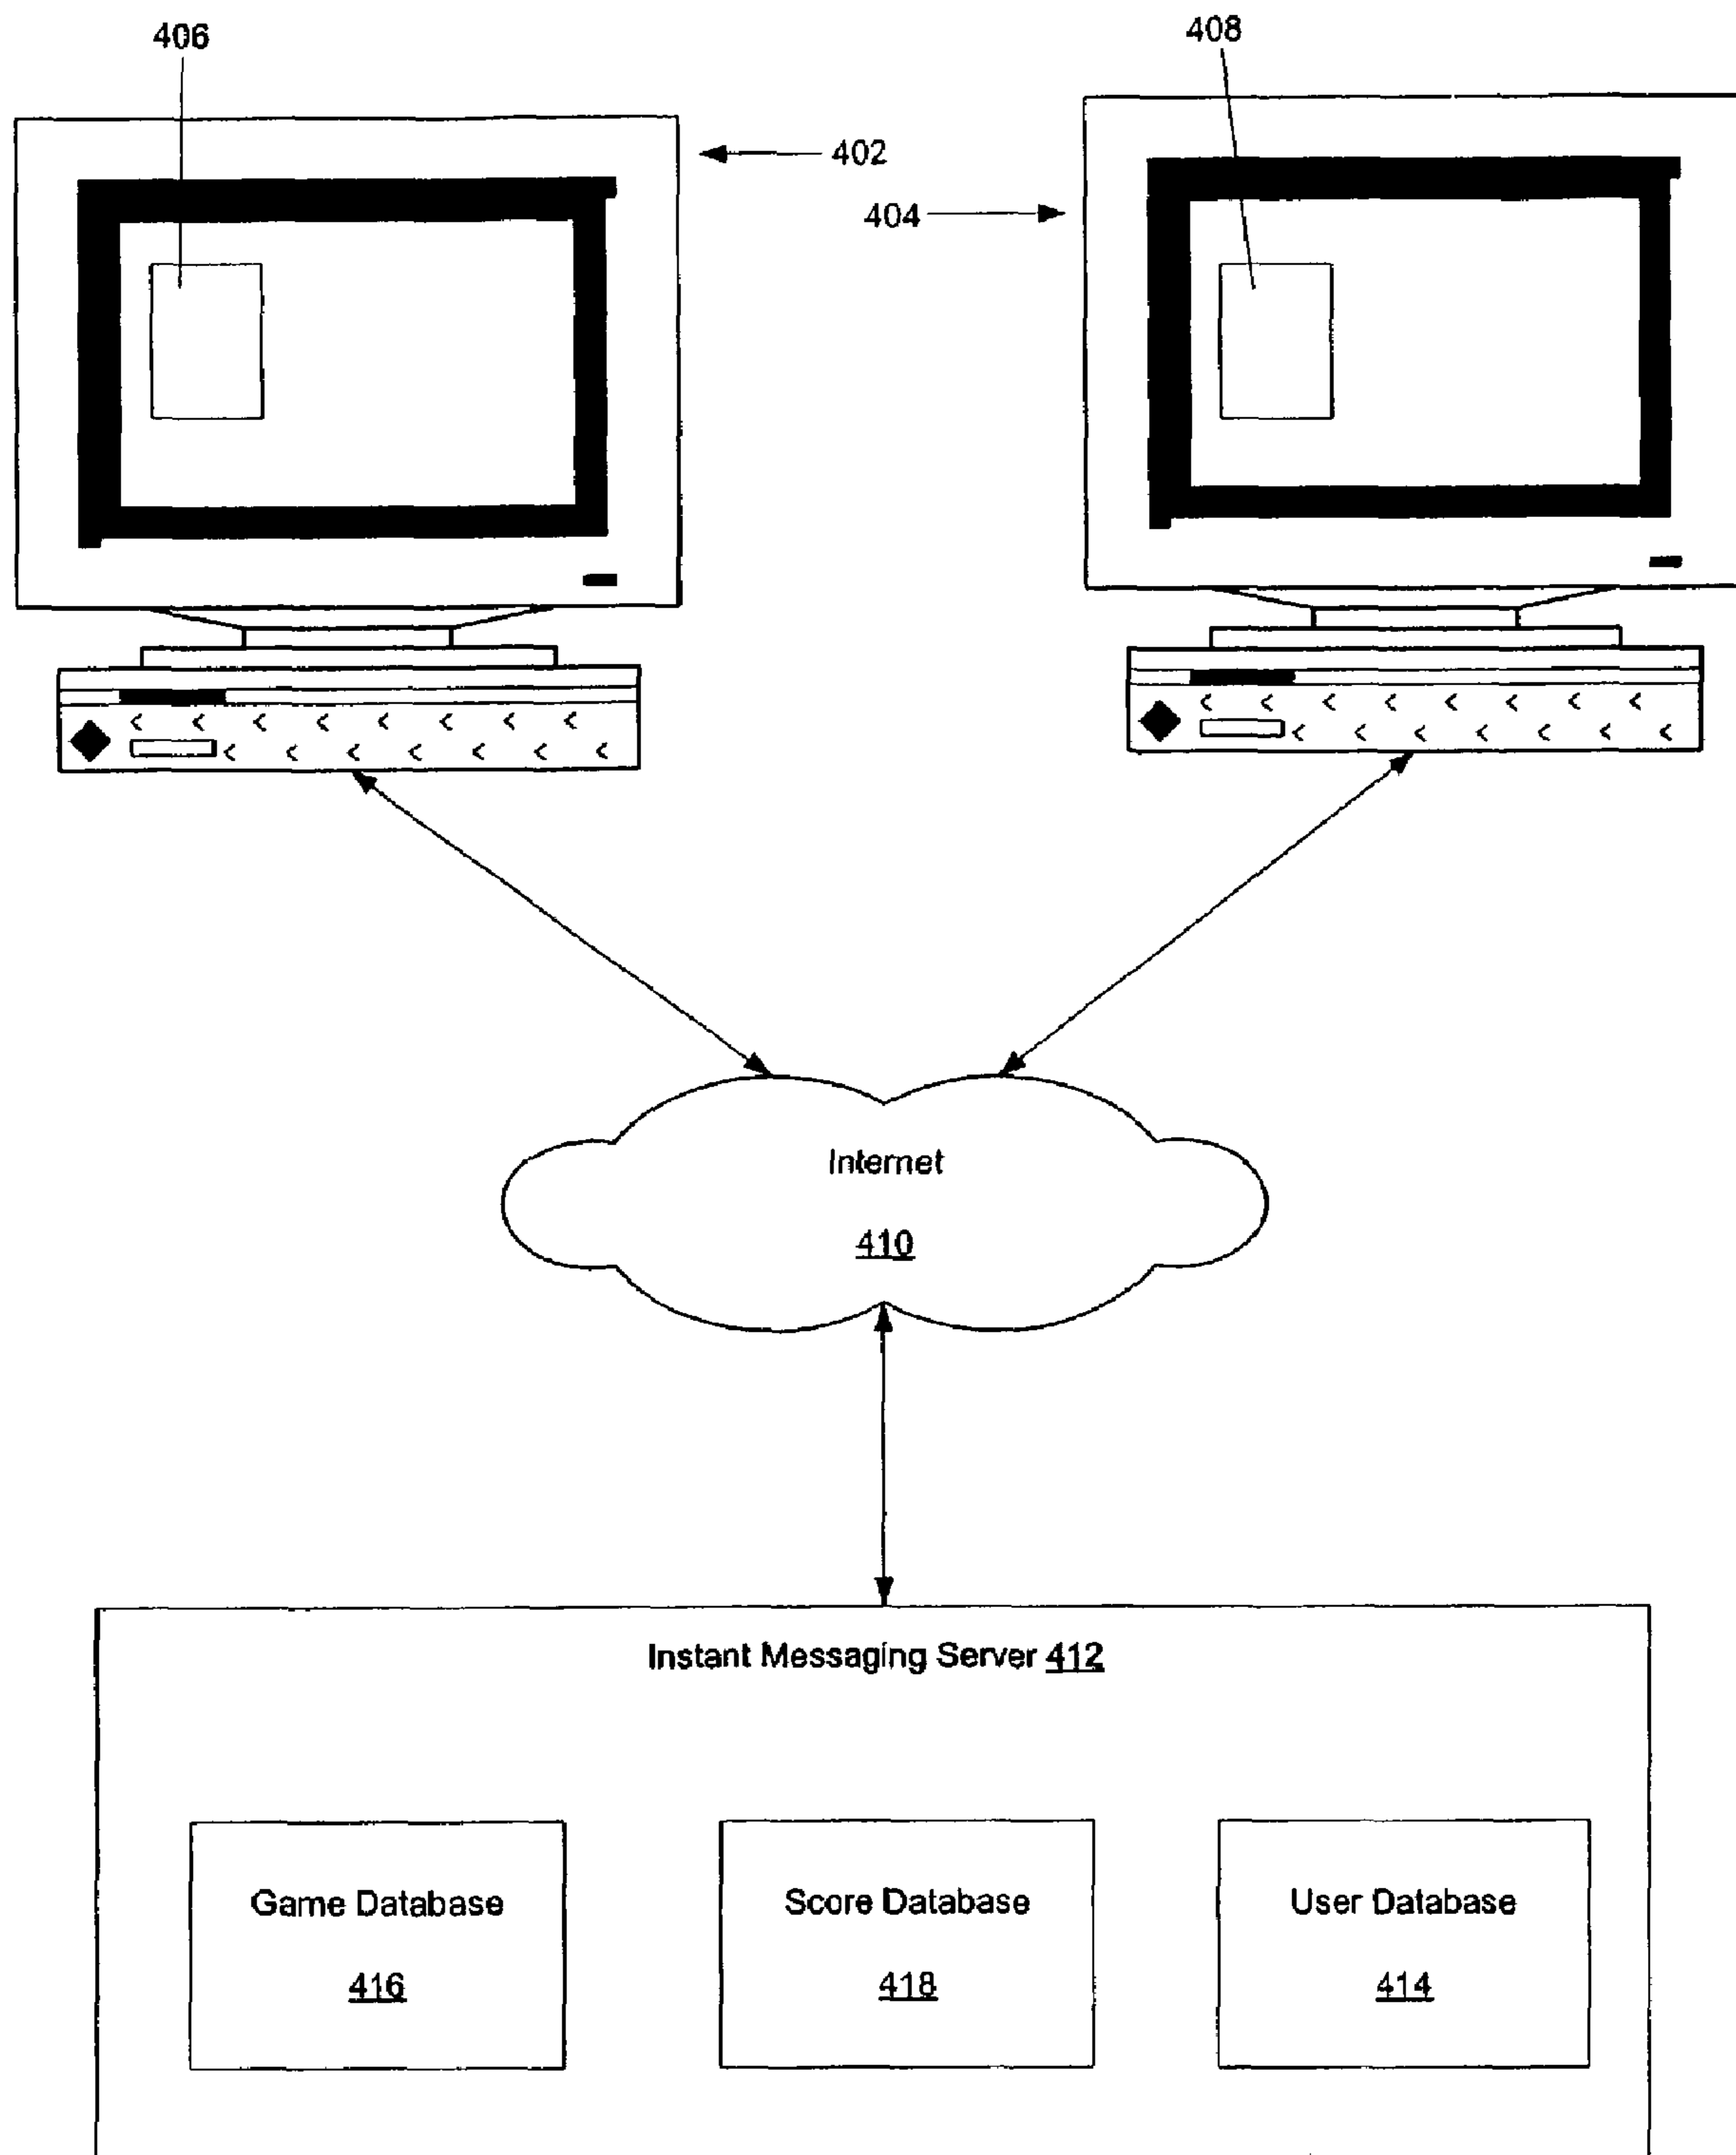 406
408
402
404
Internet
410
Instant Messaging Server 412
Game Database
416
Score Database
418
User Database
414